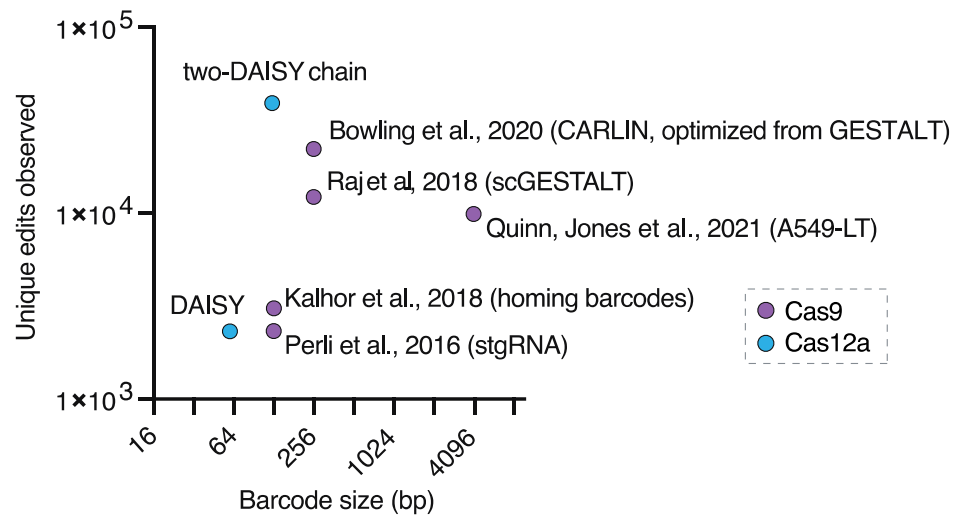 1×10⁵
two-DAISY chain
Bowling et al., 2020 (CARLIN, optimized from GESTALT)
Raj et al, 2018 (scGESTALT)
1×10⁴
Quinn, Jones et al., 2021 (A549-LT)
Unique edits observed
DAISY
Kalhor et al., 2018 (homing barcodes)
Perli et al., 2016 (stgRNA)
Cas9
Cas12a
1×10³
16
64
256
1024
4096
Barcode size (bp)